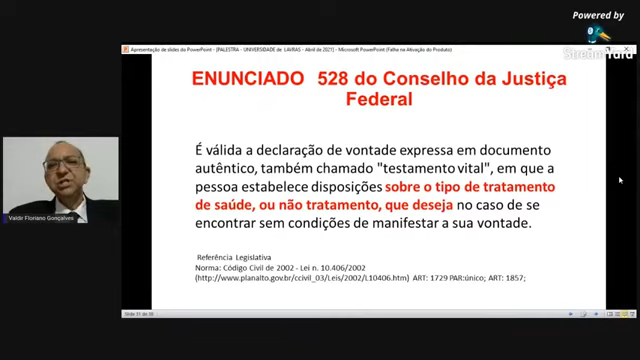 Powered by
StreamYard
Apresentação de slides do PowerPoint - [PALESTRA - UNIVERSIDADE de LAVRAS - Abril de 2021] - Microsoft PowerPoint (Falha na Ativação do Produto)
ENUNCIADO 528 do Conselho da Justiça
Federal
É válida a declaração de vontade expressa em documento
autêntico, também chamado "testamento vital", em que a
pessoa estabelece disposições sobre o tipo de tratamento
de saúde, ou não tratamento, que deseja no caso de se
encontrar sem condições de manifestar a sua vontade.
Valdir Floriano Gonçalves
Referência Legislativa
Norma: Código Civil de 2002 - Lei n. 10.406/2002
(http://www.planalto.gov.br/ccivil_03/Leis/2002/L10406.htm) ART: 1729 PAR:único; ART: 1857;
Slide 11 de 38